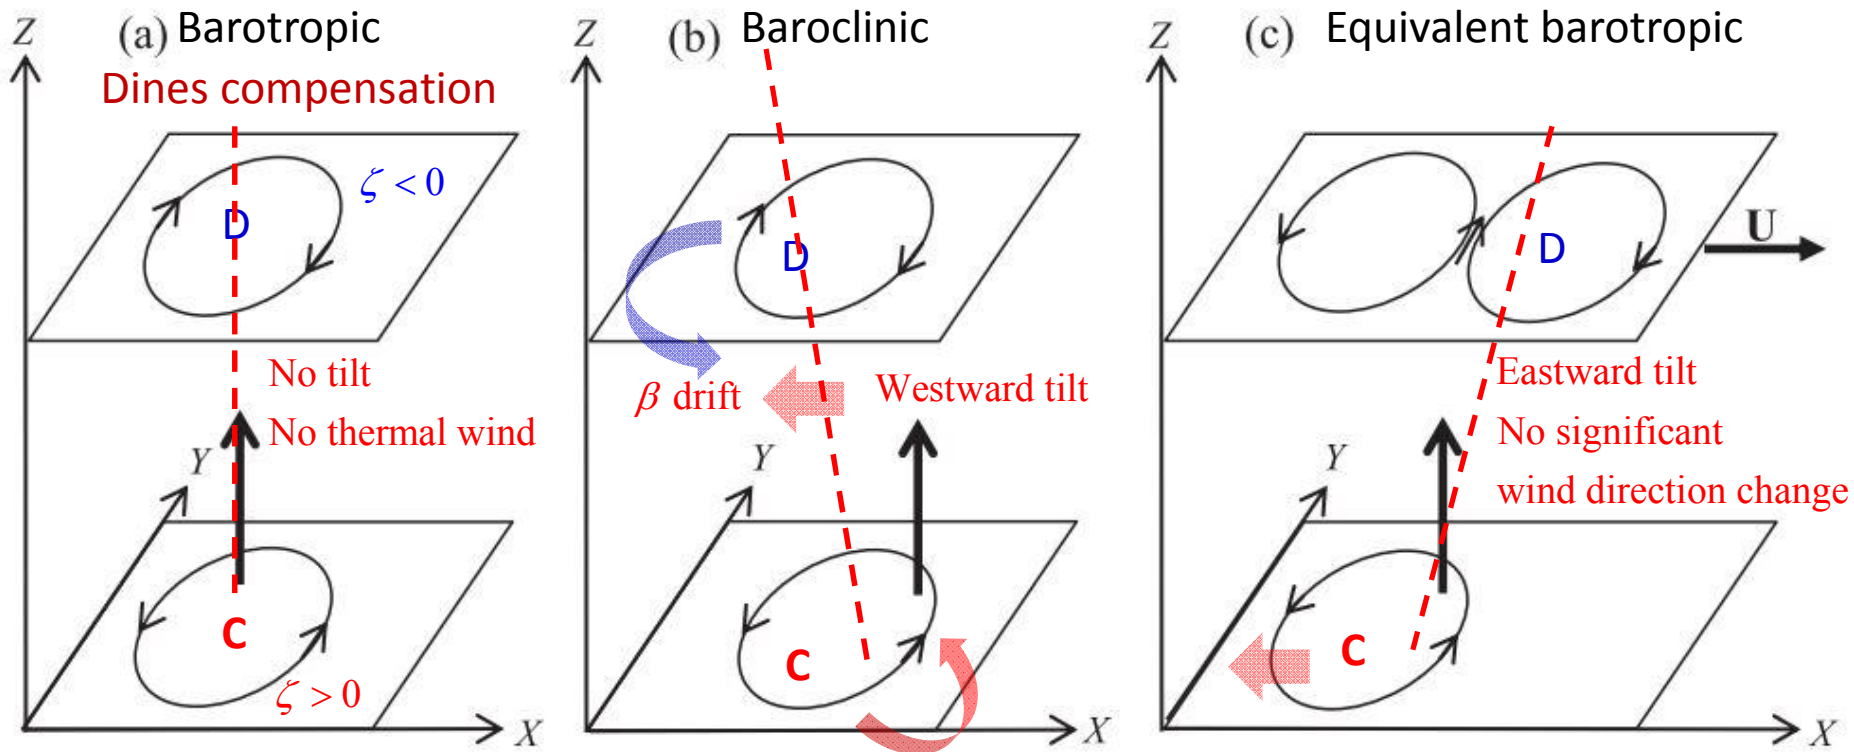 Z (a) Barotropic
Dines compensation
ζ < 0
D
No tilt
No thermal wind
Y
C
ζ > 0
X
Z (b) Baroclinic
D
β drift
Westward tilt
Y
C
X
Z (c) Equivalent barotropic
D
U
Eastward tilt
No significant
wind direction change
Y
C
X